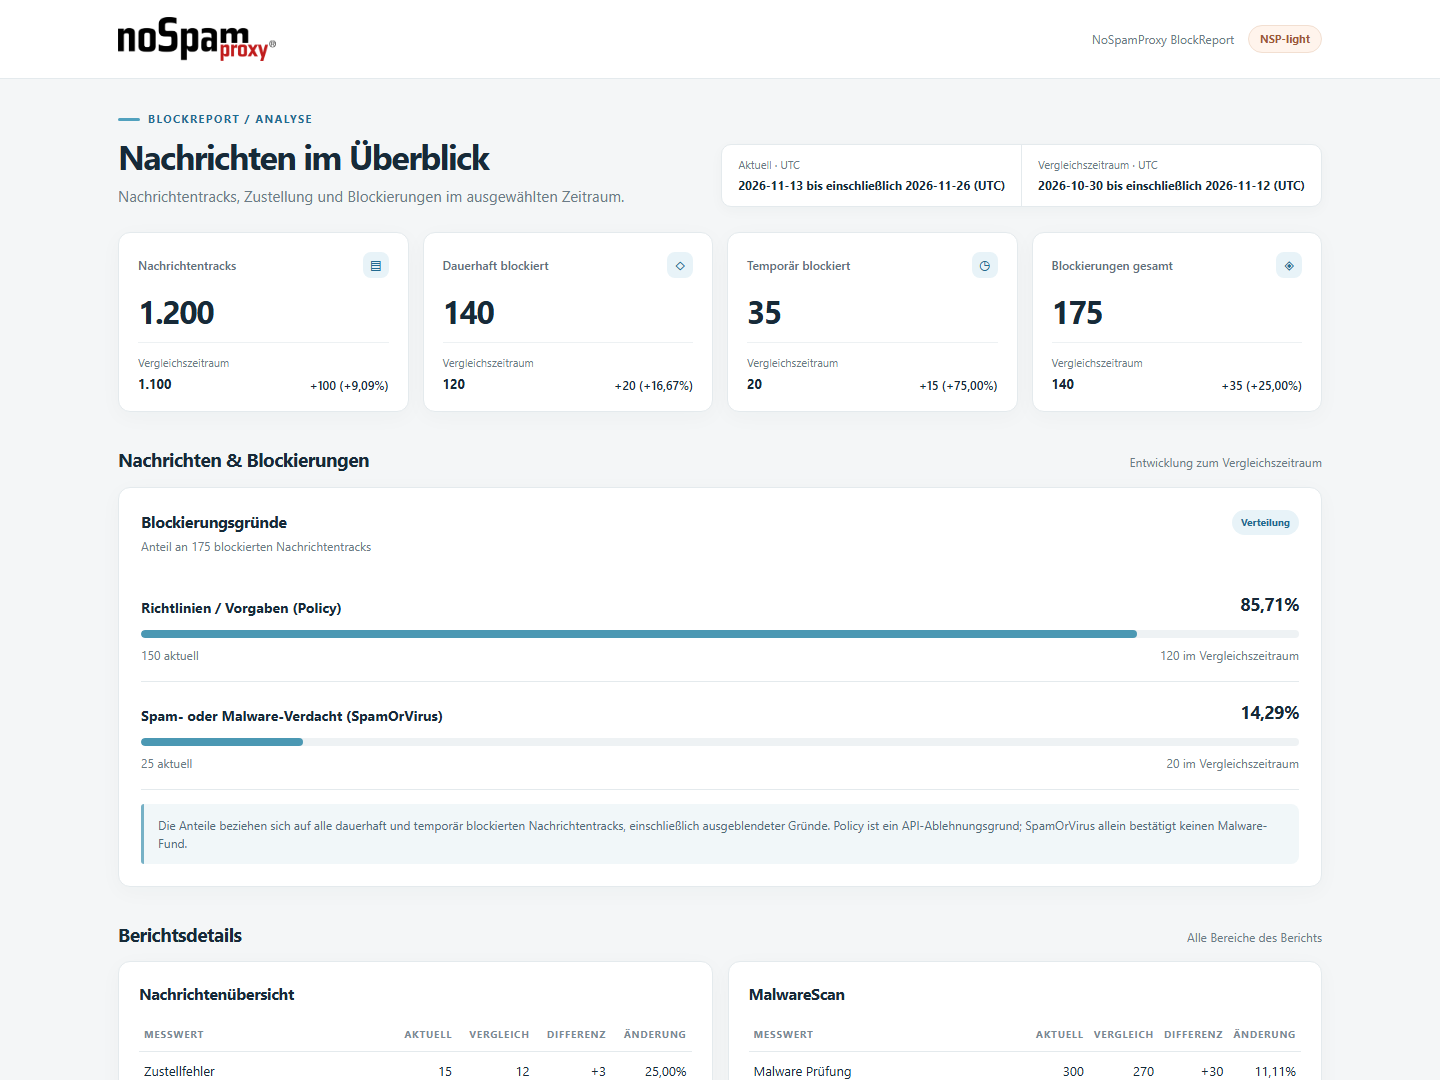 noSpamproxy®
NoSpamProxy BlockReport
NSP-light
BLOCKREPORT / ANALYSE
Nachrichten im Überblick
Nachrichtentracks, Zustellung und Blockierungen im ausgewählten Zeitraum.
Aktuell · UTC
2026-11-13 bis einschließlich 2026-11-26 (UTC)
Vergleichszeitraum · UTC
2026-10-30 bis einschließlich 2026-11-12 (UTC)
Nachrichtentracks
1.200
Vergleichszeitraum
1.100 +100 (+9,09%)
Dauerhaft blockiert
140
Vergleichszeitraum
120 +20 (+16,67%)
Temporär blockiert
35
Vergleichszeitraum
20 +15 (+75,00%)
Blockierungen gesamt
175
Vergleichszeitraum
140 +35 (+25,00%)
Nachrichten & Blockierungen
Entwicklung zum Vergleichszeitraum
Blockierungsgründe
Verteilung
Anteil an 175 blockierten Nachrichtentracks
Richtlinien / Vorgaben (Policy) 85,71%
150 aktuell 120 im Vergleichszeitraum
Spam- oder Malware-Verdacht (SpamOrVirus) 14,29%
25 aktuell 20 im Vergleichszeitraum
Die Anteile beziehen sich auf alle dauerhaft und temporär blockierten Nachrichtentracks, einschließlich ausgeblendeter Gründe. Policy ist ein API-Ablehnungsgrund; SpamOrVirus allein bestätigt keinen Malware-
Fund.
Berichtsdetails
Alle Bereiche des Berichts
Nachrichtenübersicht
MESSWERT AKTUELL VERGLEICH DIFFERENZ ÄNDERUNG
Zustellfehler 15 12 +3 25,00%
MalwareScan
MESSWERT AKTUELL VERGLEICH DIFFERENZ ÄNDERUNG
Malware Prüfung 300 270 +30 11,11%